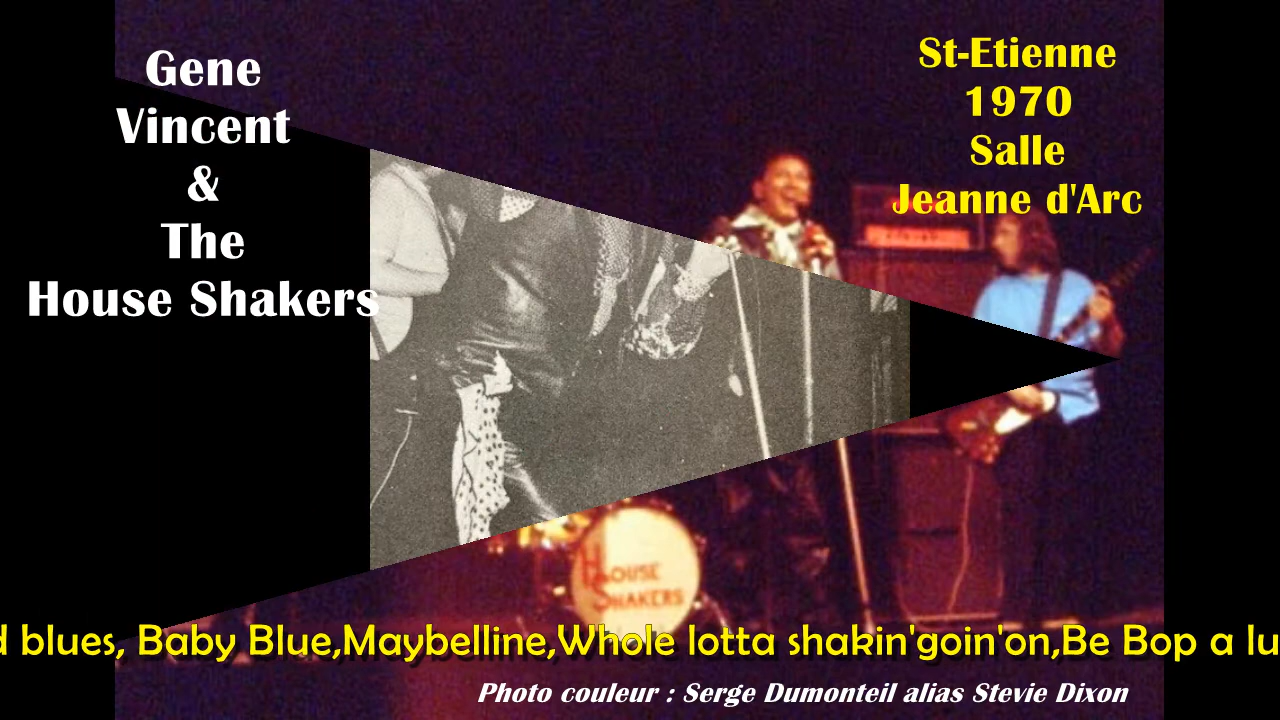 Gene
Vincent
&
The
House Shakers
St-Etienne
1970
Salle
Jeanne d'Arc
HOUSE
SHAKERS
blues, Baby Blue,Maybelline,Whole lotta shakin'goin'on,Be Bop a lu
Photo couleur : Serge Dumonteil alias Stevie Dixon